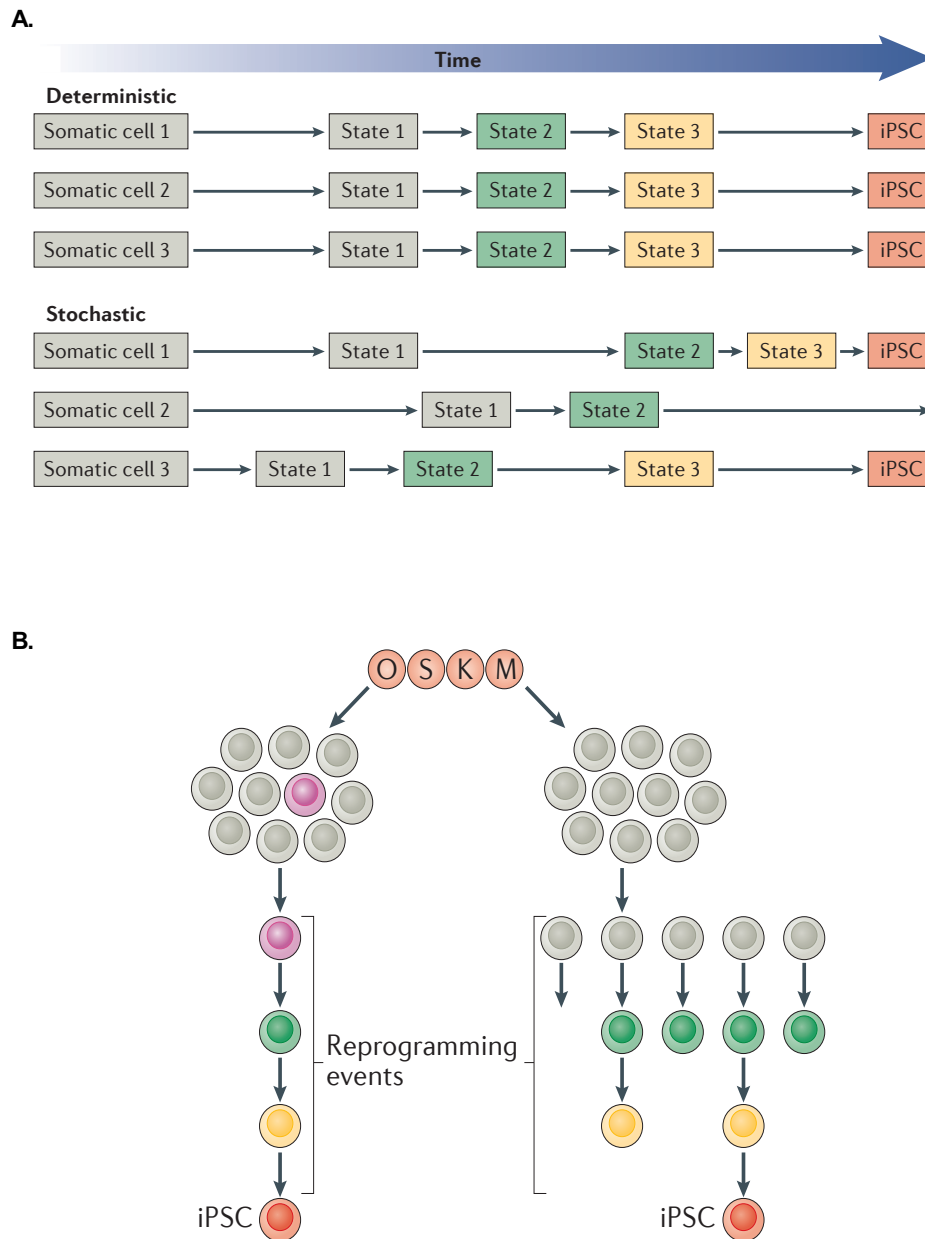 A.
Time
Deterministic
Somatic cell 1 State 1 State 2 State 3 iPSC
Somatic cell 2 State 1 State 2 State 3 iPSC
Somatic cell 3 State 1 State 2 State 3 iPSC
Stochastic
Somatic cell 1 State 1 State 2 State 3 iPSC
Somatic cell 2 State 1 State 2
Somatic cell 3 State 1 State 2 State 3 iPSC
B.
O S K M
Reprogramming
events
iPSC iPSC